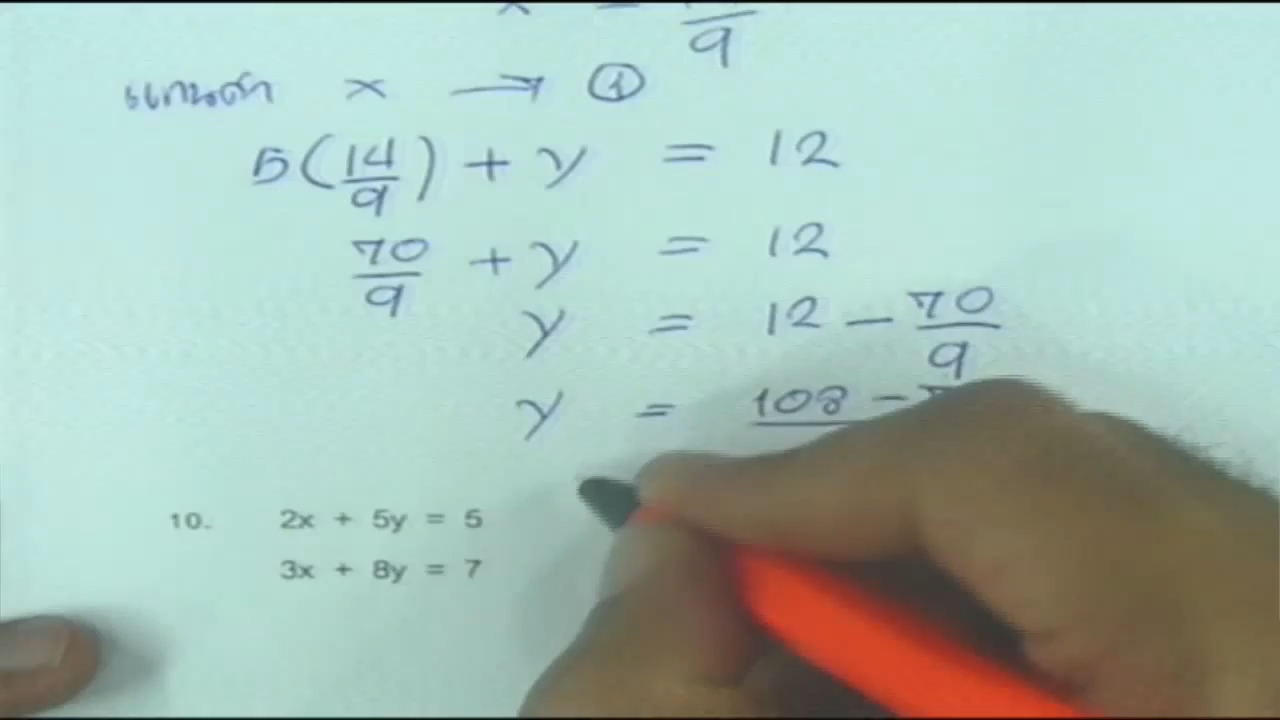 x = 14/9
แทนค่า x → ①
5(14/9) + y = 12
70/9 + y = 12
y = 12 - 70/9
y = 108 -
10. 2x + 5y = 5
3x + 8y = 7